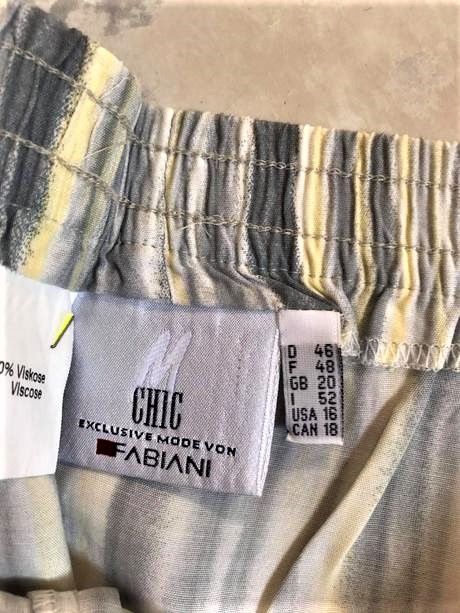 0% Viskose
Viscose
M
CHIC
EXCLUSIVE MODE VON
FABIANI
D 46
F 48
GB 20
I 52
USA 16
CAN 18